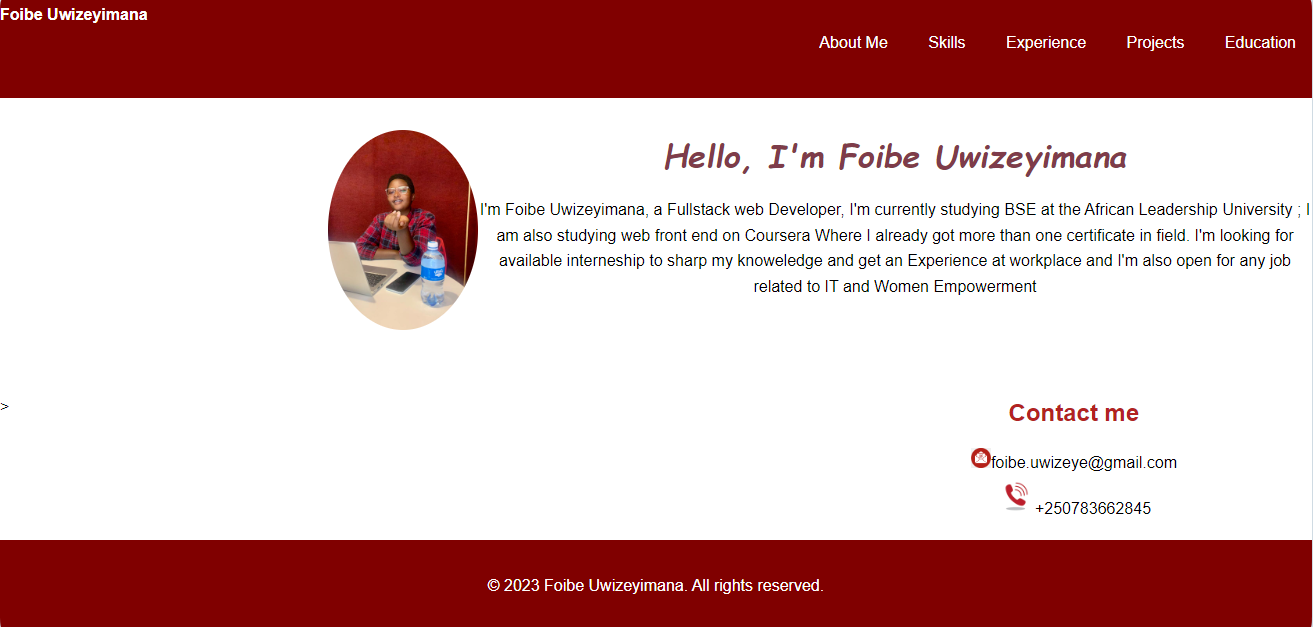 Foibe Uwizeyimana
About Me Skills Experience Projects Education
Hello, I'm Foibe Uwizeyimana
I'm Foibe Uwizeyimana, a Fullstack web Developer, I'm currently studying BSE at the African Leadership University ; I
am also studying web front end on Coursera Where I already got more than one certificate in field. I'm looking for
available interneship to sharp my knoweledge and get an Experience at workplace and I'm also open for any job
related to IT and Women Empowerment
>
Contact me
foibe.uwizeye@gmail.com
+250783662845
© 2023 Foibe Uwizeyimana. All rights reserved.